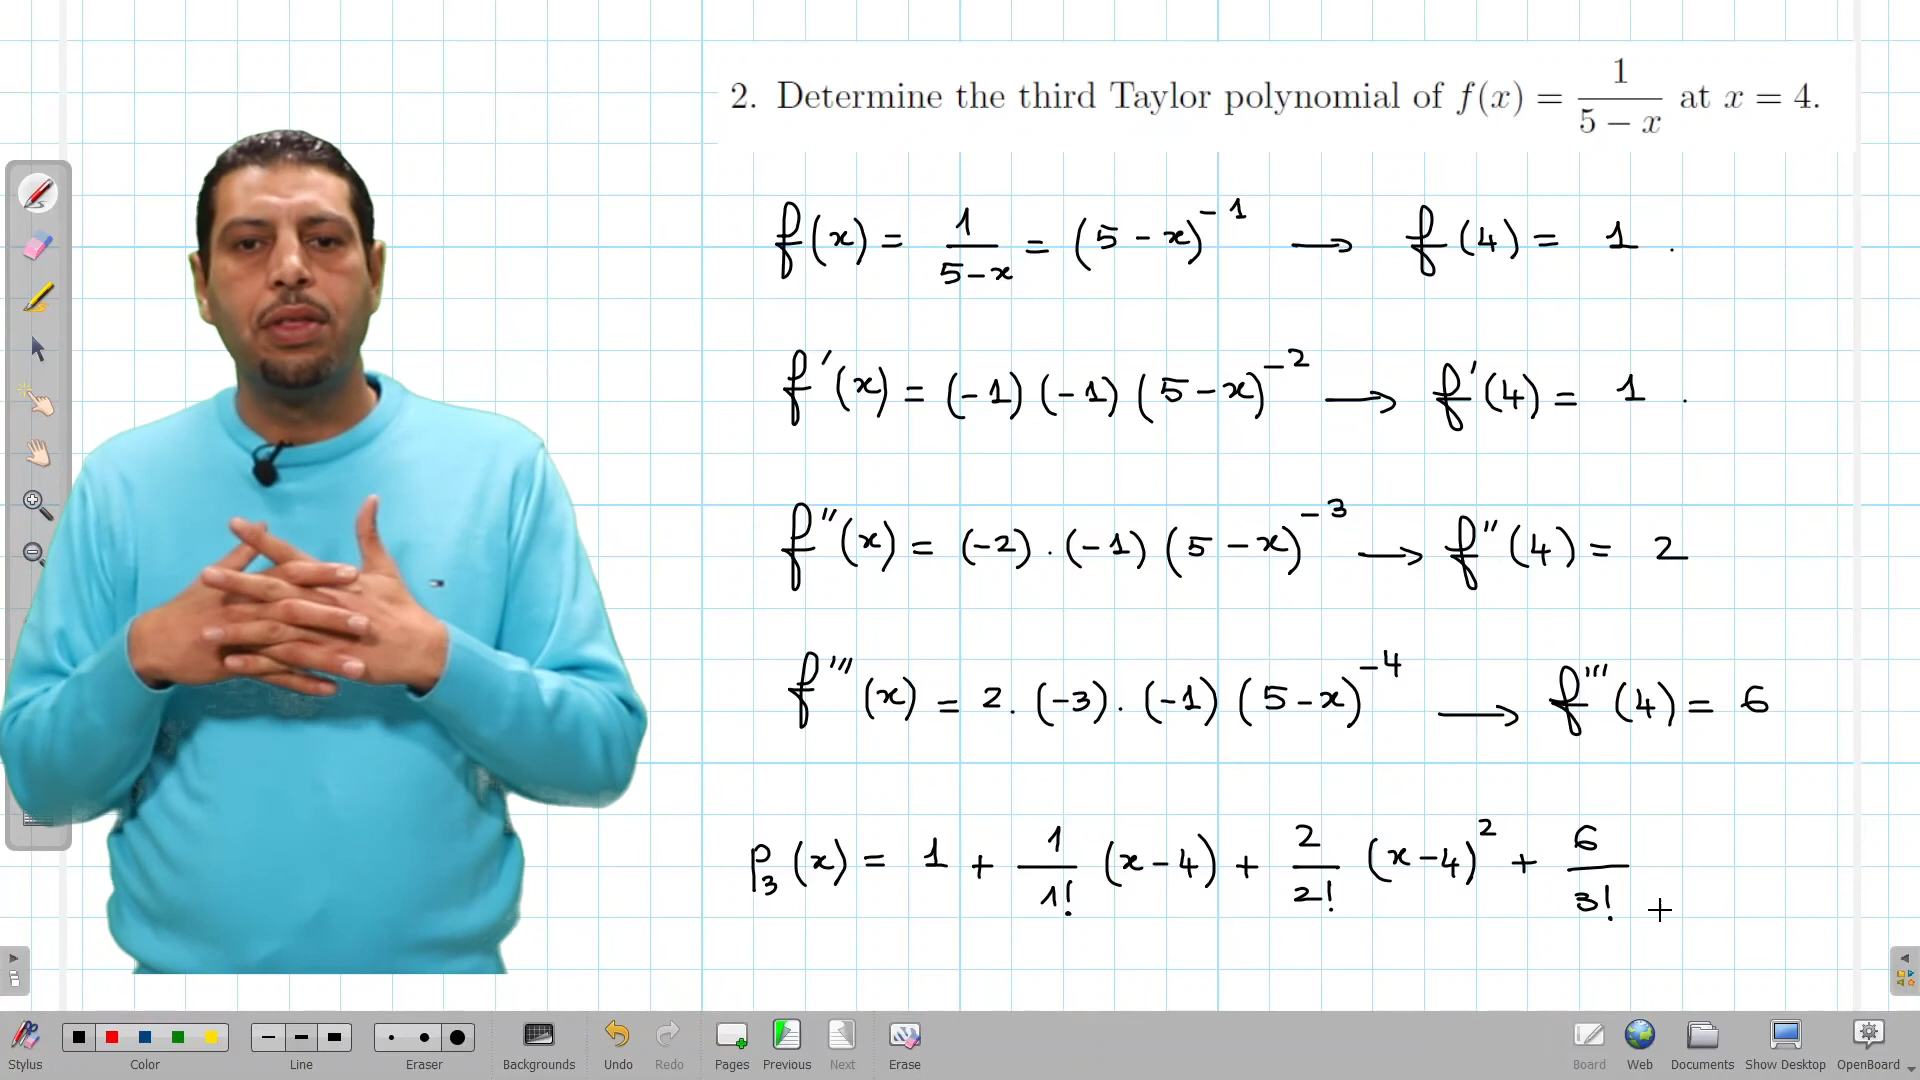 2. Determine the third Taylor polynomial of f(x) = 1/(5 − x) at x = 4.
f(x) = 1/(5−x) = (5−x)^{-1} ⟶ f(4) = 1 .
f'(x) = (-1)(-1)(5−x)^{-2} ⟶ f'(4) = 1 .
f''(x) = (-2).(-1)(5−x)^{-3} ⟶ f''(4) = 2
f'''(x) = 2.(-3).(-1)(5−x)^{-4} ⟶ f'''(4) = 6
P_3(x) = 1 + 1/1! (x−4) + 2/2! (x−4)^2 + 6/3!
Stylus Color Line Eraser Backgrounds Undo Redo Pages Previous Next Erase Board Web Documents Show Desktop OpenBoard